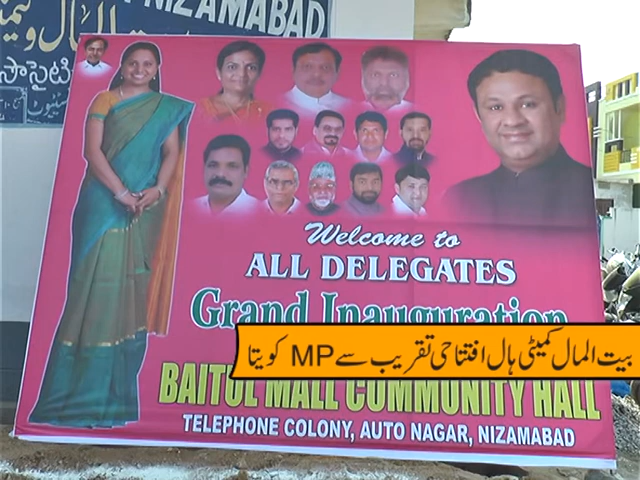 NIZAMABAD
Welcome to
ALL DELEGATES
Grand Inauguration
بیت المال کمیٹی ہال افتتاحی تقریب سے MP کویتا
BAITUL MALL COMMUNITY HALL
TELEPHONE COLONY, AUTO NAGAR, NIZAMABAD